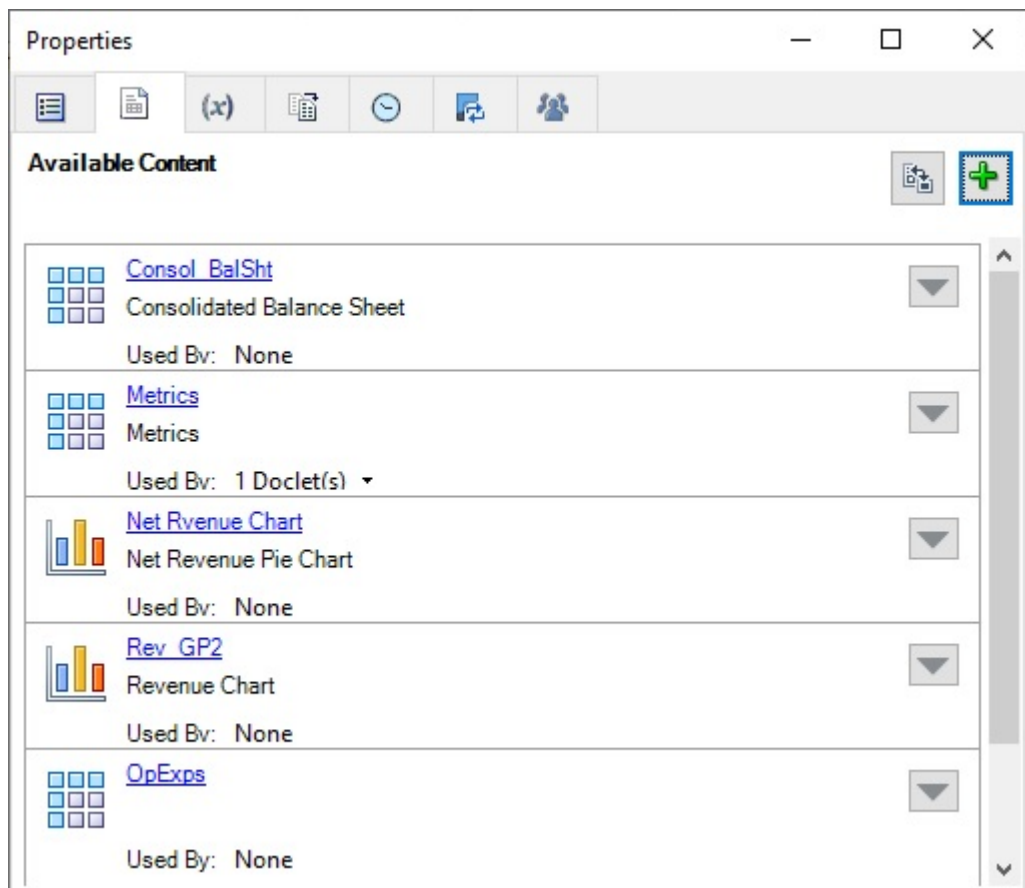 Properties
(x)
Available Content
Consol_BalSht
Consolidated Balance Sheet
Used By: None
Metrics
Metrics
Used By: 1 Doclet(s)
Net Rvenue Chart
Net Revenue Pie Chart
Used By: None
Rev_GP2
Revenue Chart
Used By: None
OpExps
Used By: None